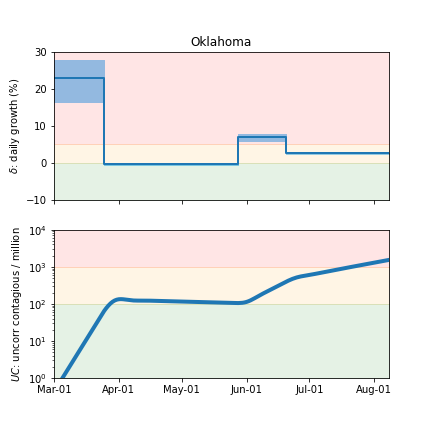 Oklahoma
δ: daily growth (%)
30
20
10
0
−10
UC: uncorr contagious / million
10⁴
10³
10²
10¹
10⁰
Mar-01 Apr-01 May-01 Jun-01 Jul-01 Aug-01